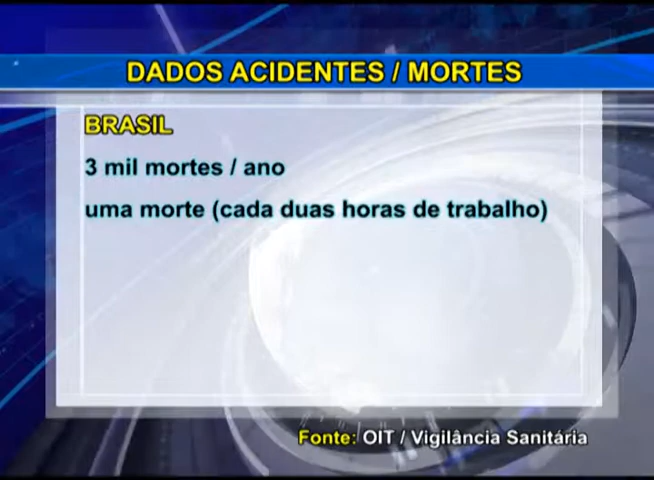 DADOS ACIDENTES / MORTES
BRASIL
3 mil mortes / ano
uma morte (cada duas horas de trabalho)
Fonte: OIT / Vigilância Sanitária